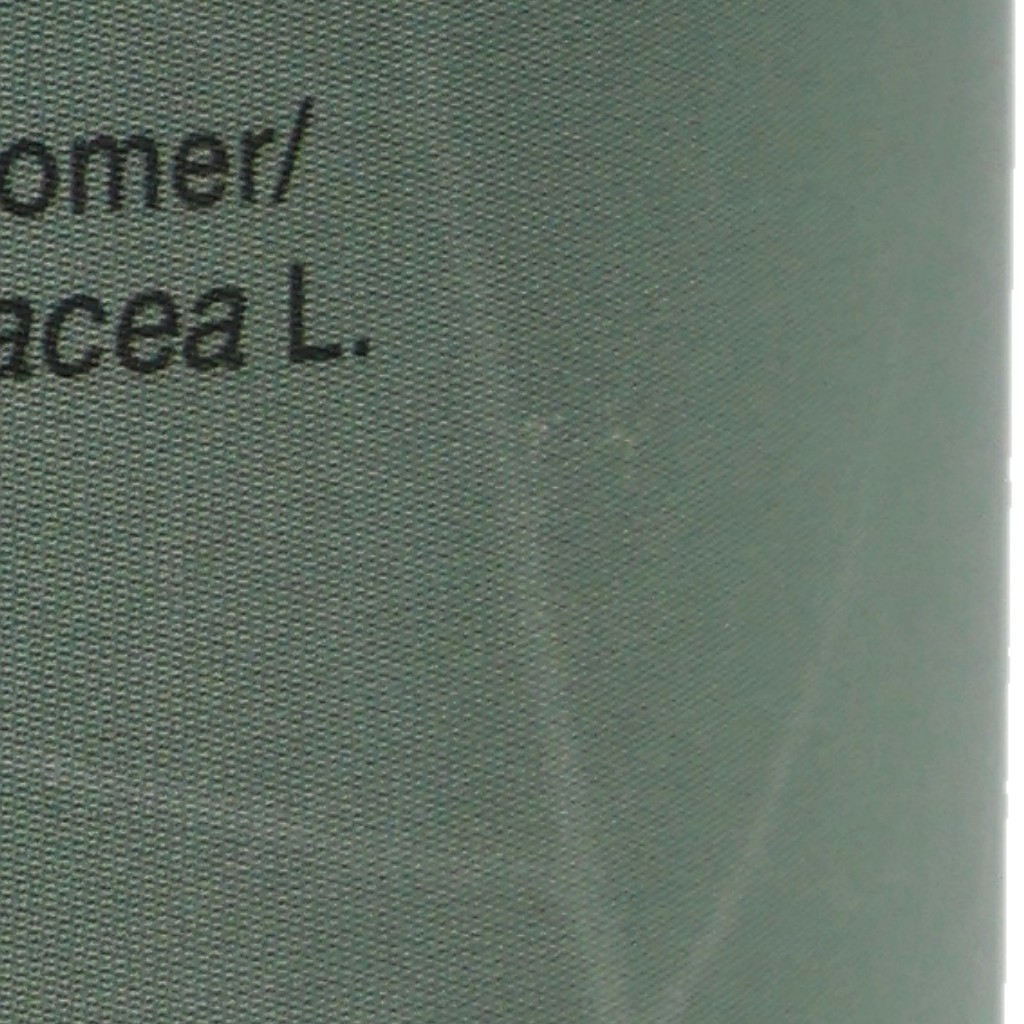 omer/
acea L.